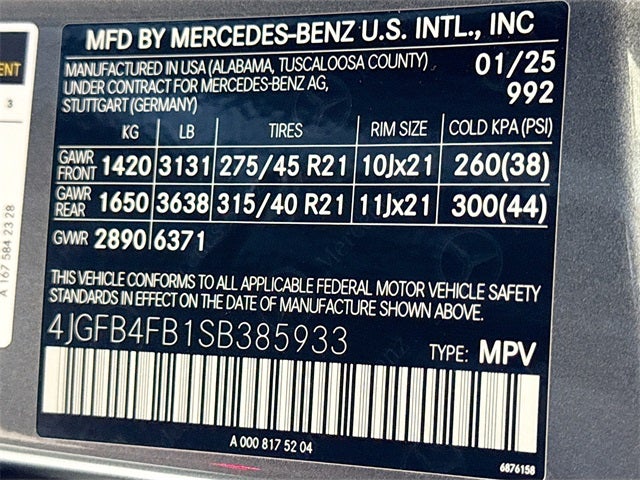 MFD BY MERCEDES-BENZ U.S. INTL., INC
MANUFACTURED IN USA (ALABAMA, TUSCALOOSA COUNTY) 01/25
UNDER CONTRACT FOR MERCEDES-BENZ AG,
STUTTGART (GERMANY) 992
KG LB TIRES RIM SIZE COLD KPA (PSI)
GAWR FRONT 1420 3131 275/45 R21 10Jx21 260(38)
GAWR REAR 1650 3638 315/40 R21 11Jx21 300(44)
GVWR 2890 6371
THIS VEHICLE CONFORMS TO ALL APPLICABLE FEDERAL MOTOR VEHICLE SAFETY
STANDARDS IN EFFECT ON THE DATE OF MANUFACTURE SHOWN ABOVE.
4JGFB4FB1SB385933
TYPE: MPV
A 000 817 52 04
6876158
3
A 167 584 23 28